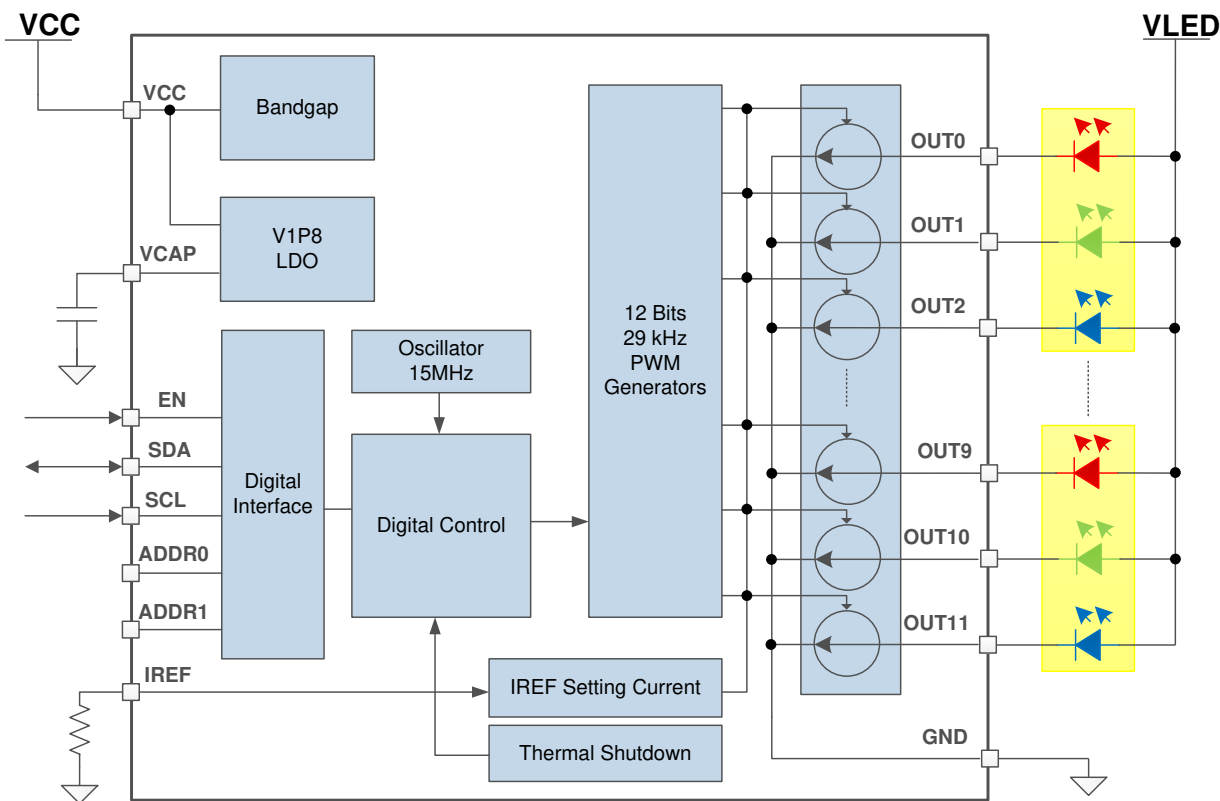 VCC
VLED
VCC
Bandgap
V1P8
LDO
VCAP
12 Bits
29 kHz
PWM
Generators
OUT0
OUT1
OUT2
Oscillator
15MHz
EN
SDA
SCL
ADDR0
ADDR1
Digital
Interface
Digital Control
OUT9
OUT10
OUT11
IREF
IREF Setting Current
Thermal Shutdown
GND